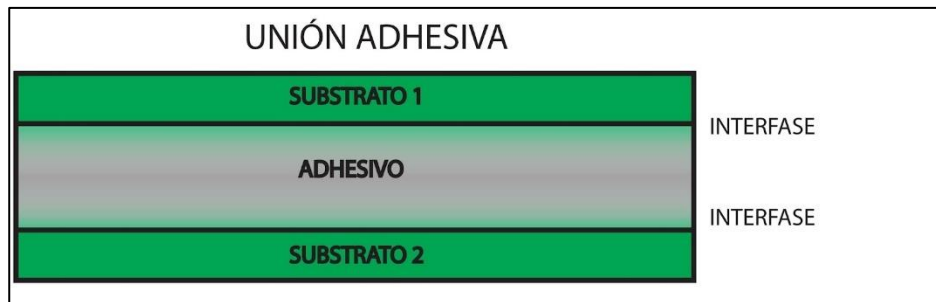 UNIÓN ADHESIVA
SUBSTRATO 1
INTERFASE
ADHESIVO
INTERFASE
SUBSTRATO 2